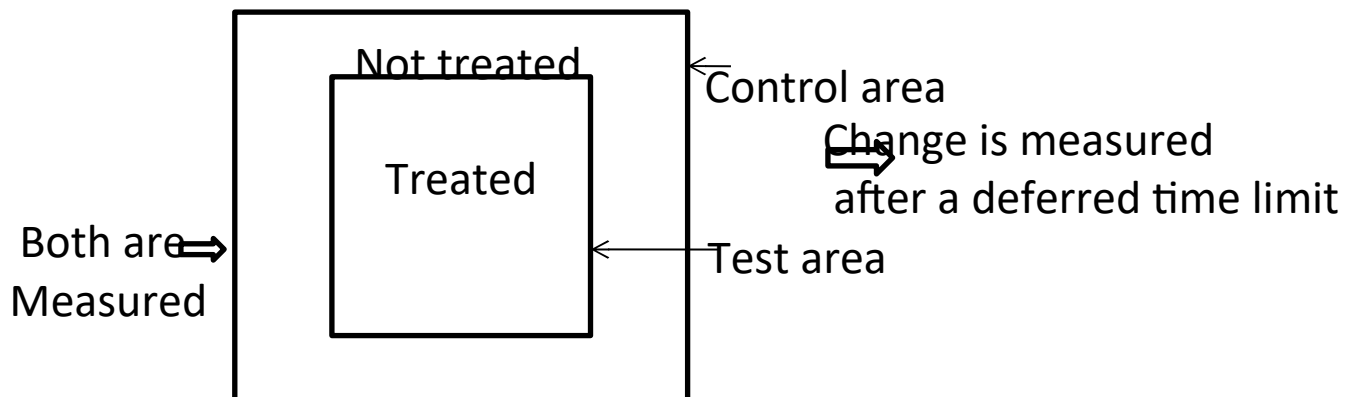 Not treated
Control area
Change is measured
after a deferred time limit
Treated
Both are
Measured
Test area